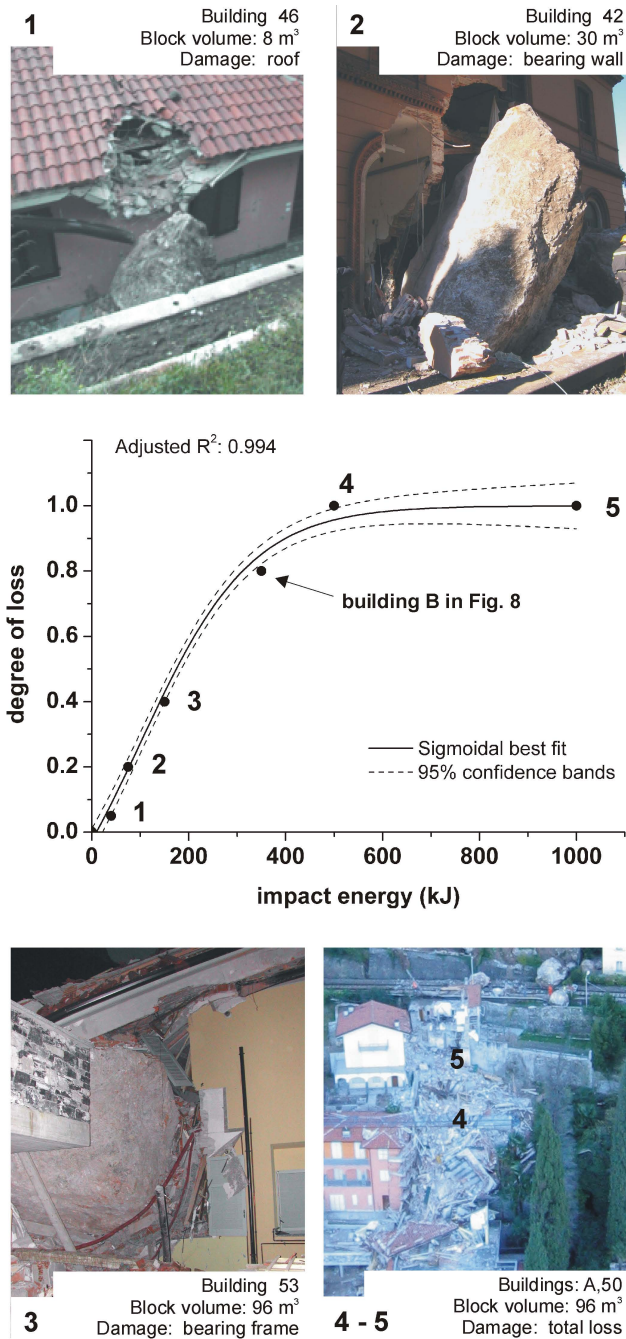 1
Building 46
Block volume: 8 m³
Damage: roof
2
Building 42
Block volume: 30 m³
Damage: bearing wall
Adjusted R²: 0.994
degree of loss
1.0
0.8
0.6
0.4
0.2
0.0
1
2
3
4
5
building B in Fig. 8
Sigmoidal best fit
95% confidence bands
0
200
400
600
800
1000
impact energy (kJ)
3
Building 53
Block volume: 96 m³
Damage: bearing frame
5
4
4 - 5
Buildings: A,50
Block volume: 96 m³
Damage: total loss